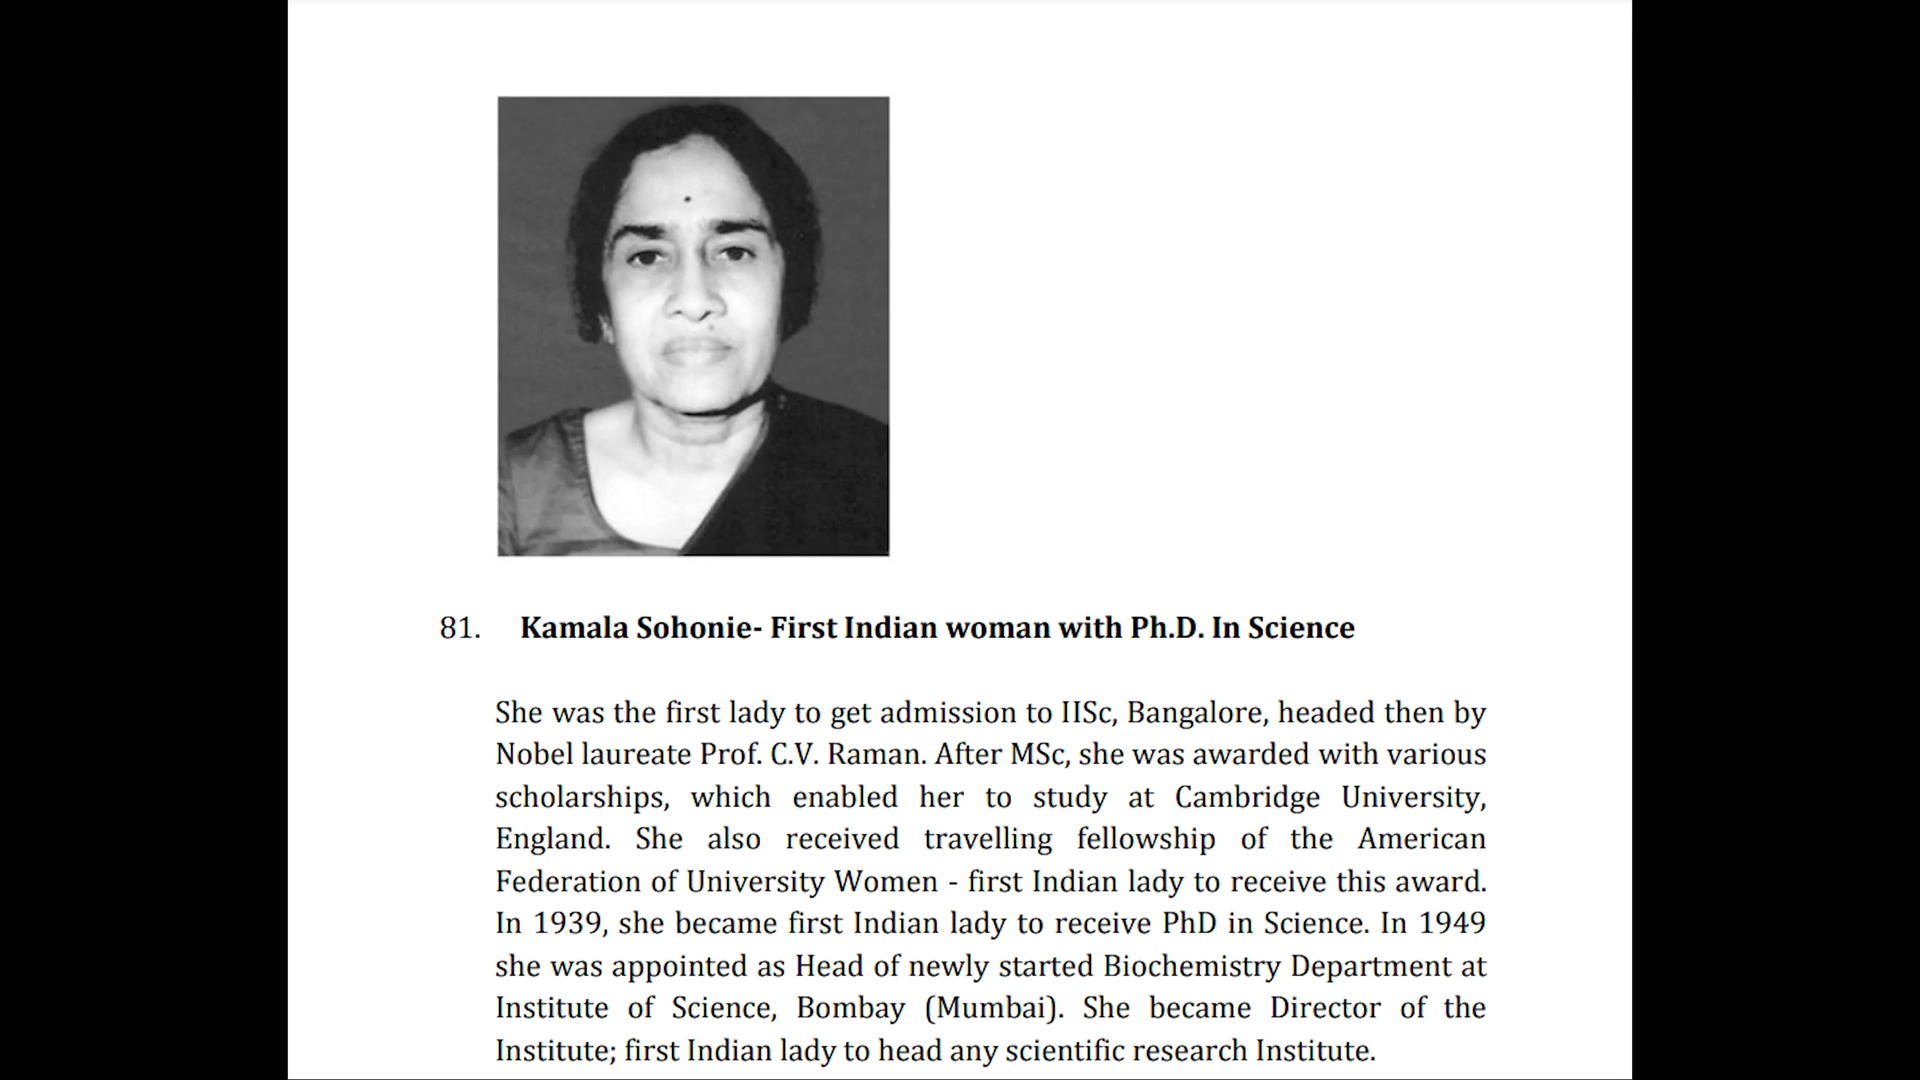 81. Kamala Sohonie- First Indian woman with Ph.D. In Science
She was the first lady to get admission to IISc, Bangalore, headed then by
Nobel laureate Prof. C.V. Raman. After MSc, she was awarded with various
scholarships, which enabled her to study at Cambridge University,
England. She also received travelling fellowship of the American
Federation of University Women - first Indian lady to receive this award.
In 1939, she became first Indian lady to receive PhD in Science. In 1949
she was appointed as Head of newly started Biochemistry Department at
Institute of Science, Bombay (Mumbai). She became Director of the
Institute; first Indian lady to head any scientific research Institute.